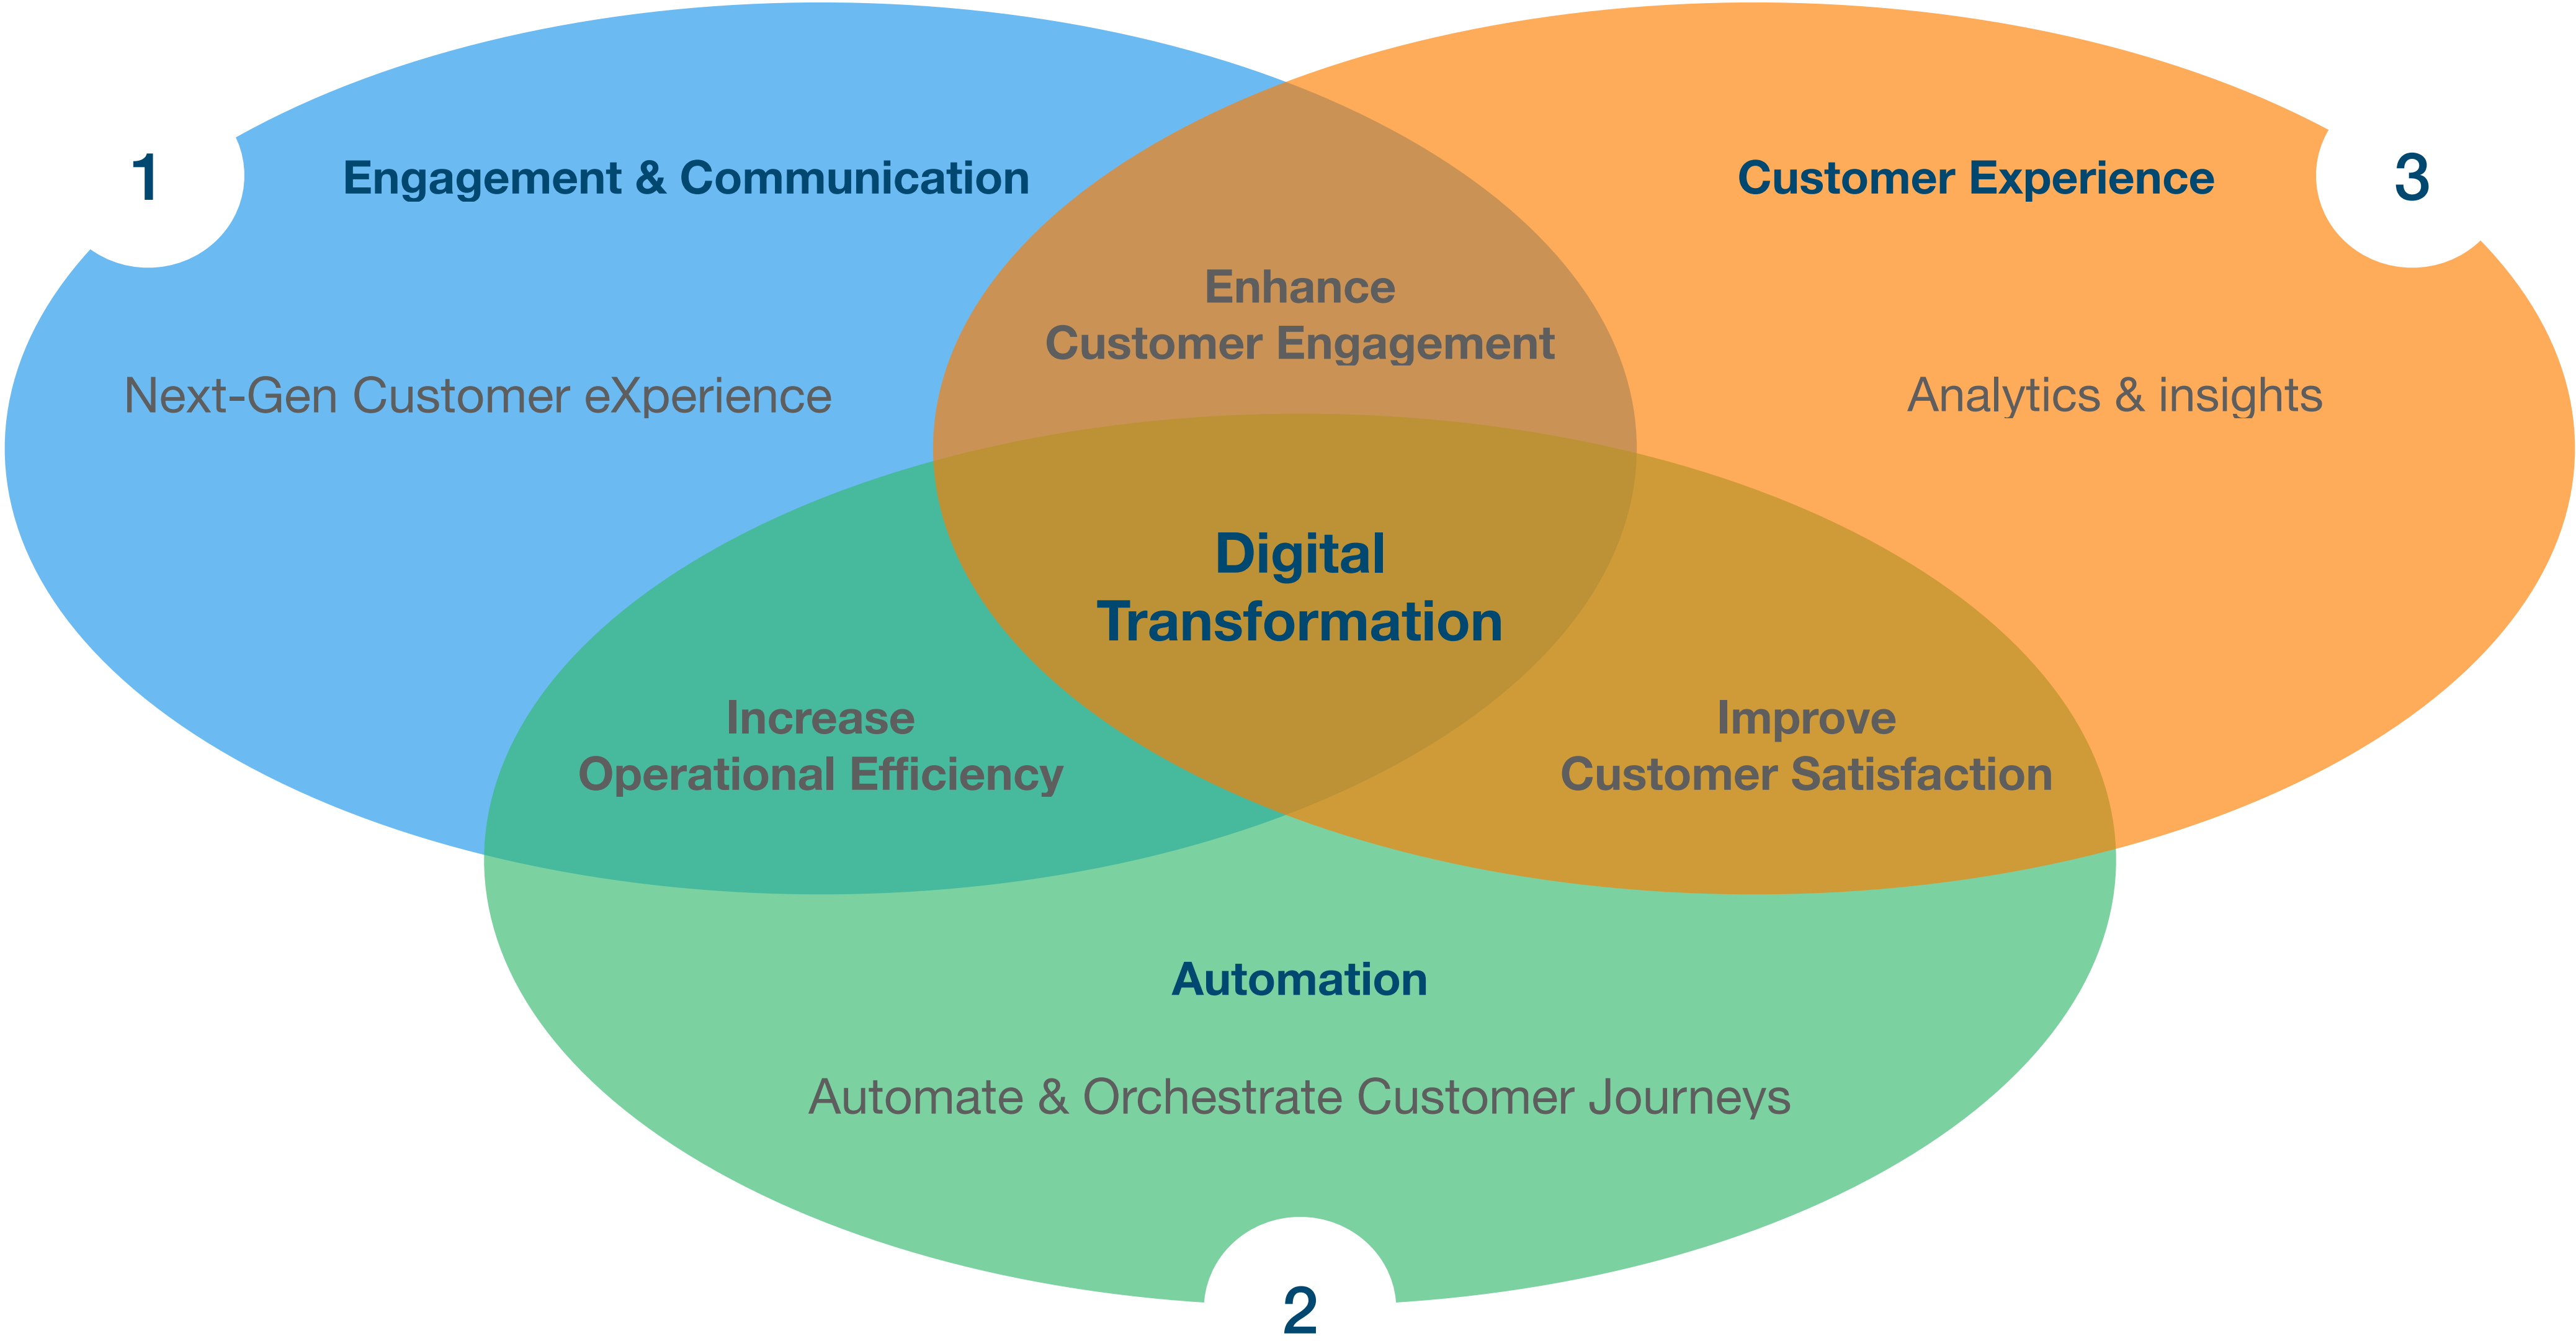 1
Engagement & Communication
Customer Experience
3
Enhance
Customer Engagement
Next-Gen Customer eXperience
Analytics & insights
Digital
Transformation
Increase
Operational Efficiency
Improve
Customer Satisfaction
Automation
Automate & Orchestrate Customer Journeys
2